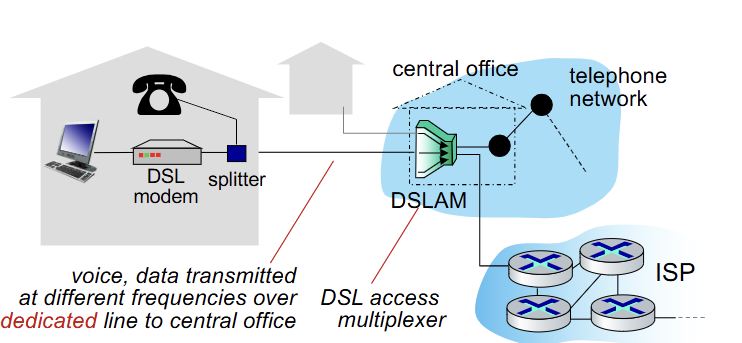 central office
telephone
network
DSL
modem
splitter
DSLAM
voice, data transmitted
at different frequencies over
dedicated line to central office
DSL access
multiplexer
ISP